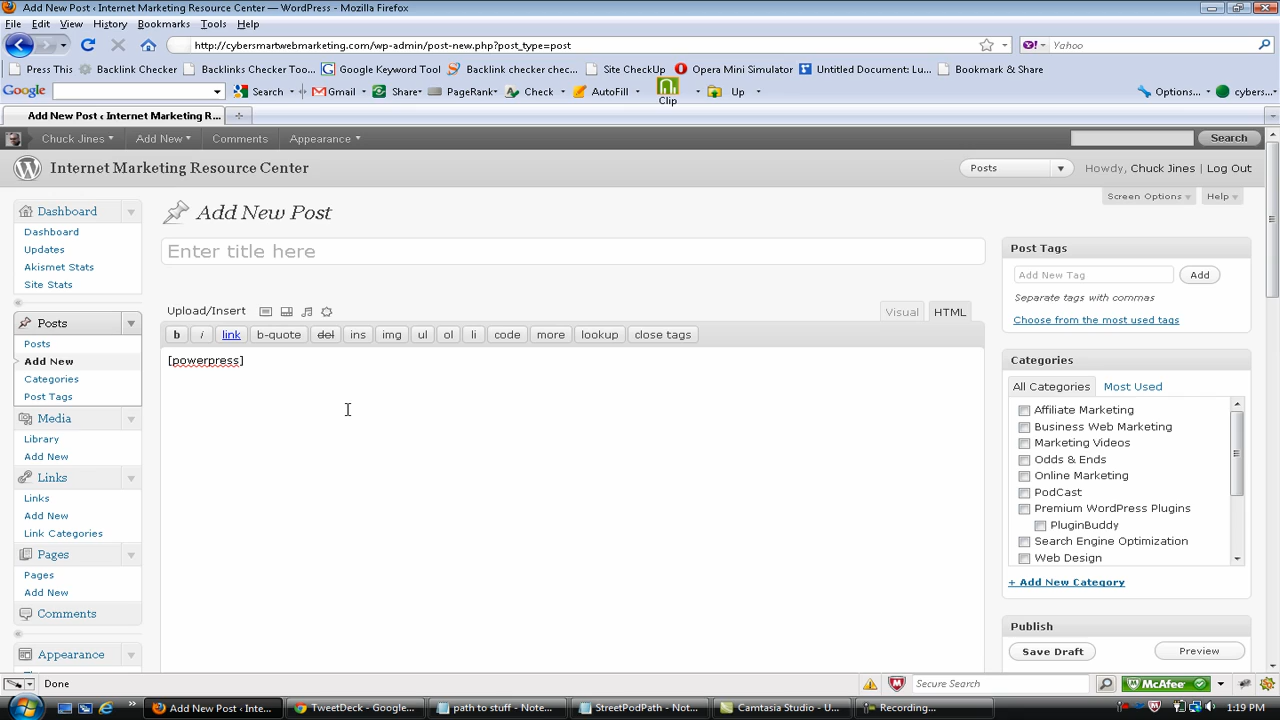 Add New Post ‹ Internet Marketing Resource Center — WordPress - Mozilla Firefox
File Edit View History Bookmarks Tools Help
http://cybersmartwebmarketing.com/wp-admin/post-new.php?post_type=post
Yahoo
Press This Backlink Checker Backlinks Checker Too... Google Keyword Tool Backlink checker chec... Site CheckUp Opera Mini Simulator Untitled Document: Lu... Bookmark & Share
Google Search Gmail Share PageRank Check AutoFill Clip Up Options... cybers...
Add New Post ‹ Internet Marketing R...
Chuck Jines Add New Comments Appearance Search
Internet Marketing Resource Center Posts Howdy, Chuck Jines | Log Out
Screen Options Help
Dashboard
Dashboard
Updates
Akismet Stats
Site Stats
Posts
Posts
Add New
Categories
Post Tags
Media
Library
Add New
Links
Links
Add New
Link Categories
Pages
Pages
Add New
Comments
Appearance
Add New Post
Enter title here
Upload/Insert Visual HTML
b i link b-quote del ins img ul ol li code more lookup close tags
[powerpress]
Post Tags
Add New Tag Add
Separate tags with commas
Choose from the most used tags
Categories
All Categories Most Used
Affiliate Marketing
Business Web Marketing
Marketing Videos
Odds & Ends
Online Marketing
PodCast
Premium WordPress Plugins
PluginBuddy
Search Engine Optimization
Web Design
+ Add New Category
Publish
Save Draft Preview
Done Secure Search McAfee
Add New Post ‹ Inte... TweetDeck - Google... path to stuff - Note... StreetPodPath - Not... Camtasia Studio - U... Recording... 1:19 PM